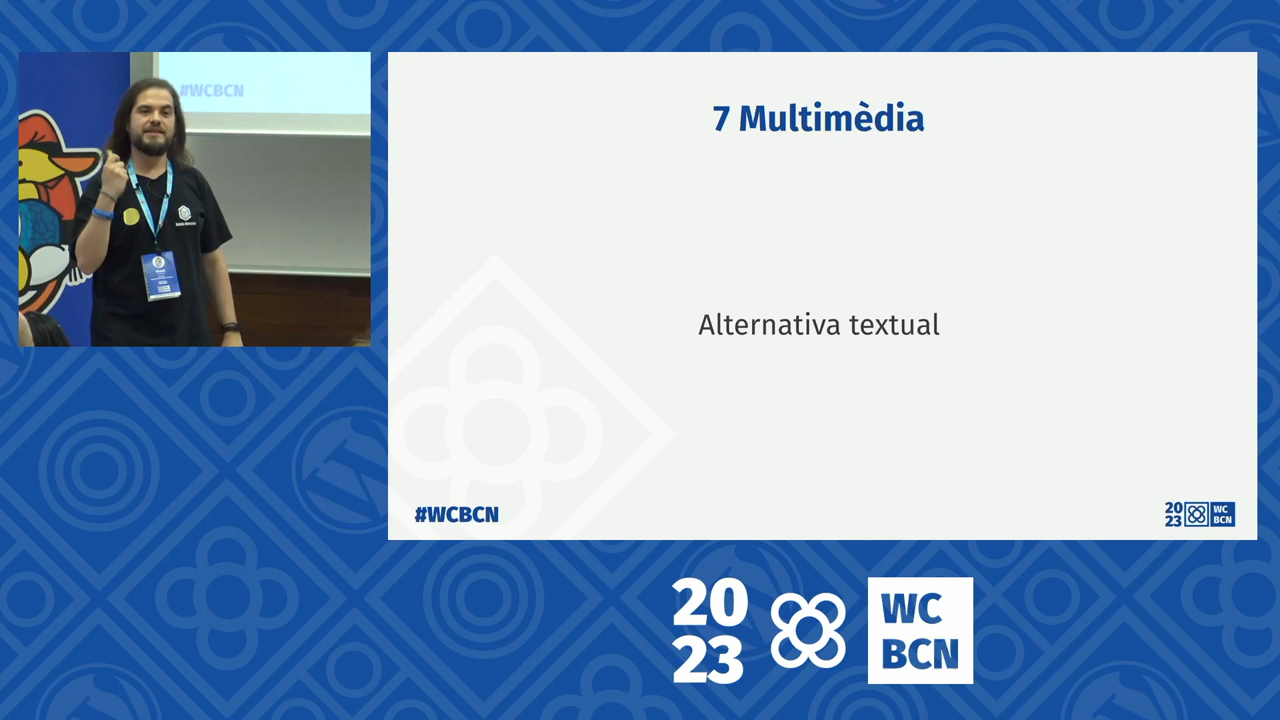 #WCBCN
7 Multimèdia
Alternativa textual
#WCBCN
20
23
WC
BCN
20
23
WC
BCN